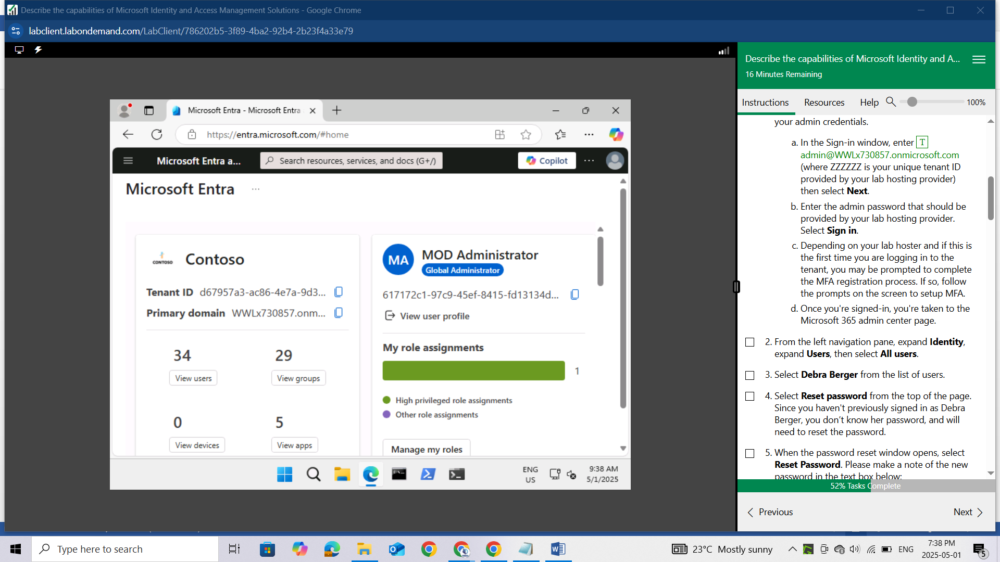 Describe the capabilities of Microsoft Identity and Access Management Solutions - Google Chrome
labclient.labondemand.com/LabClient/786202b5-3f89-4ba2-92b4-2b23f4a33e79
Describe the capabilities of Microsoft Identity and A...
16 Minutes Remaining
Instructions
Resources
Help
100%
Microsoft Entra - Microsoft Entra
https://entra.microsoft.com/#home
Microsoft Entra a...
Search resources, services, and docs (G+/)
Copilot
Microsoft Entra
CONTOSO
Contoso
Tenant ID d67957a3-ac86-4e7a-9d3...
Primary domain WWLx730857.onm...
34
View users
29
View groups
0
View devices
5
View apps
MA
MOD Administrator
Global Administrator
617172c1-97c9-45ef-8415-fd13134d...
View user profile
My role assignments
1
High privileged role assignments
Other role assignments
Manage my roles
ENG
US
9:38 AM
5/1/2025
your admin credentials.
a. In the Sign-in window, enter T
admin@WWLx730857.onmicrosoft.com
(where ZZZZZZ is your unique tenant ID
provided by your lab hosting provider)
then select Next.
b. Enter the admin password that should be
provided by your lab hosting provider.
Select Sign in.
c. Depending on your lab hoster and if this is
the first time you are logging in to the
tenant, you may be prompted to complete
the MFA registration process. If so, follow
the prompts on the screen to setup MFA.
d. Once you're signed-in, you're taken to the
Microsoft 365 admin center page.
2. From the left navigation pane, expand Identity,
expand Users, then select All users.
3. Select Debra Berger from the list of users.
4. Select Reset password from the top of the page.
Since you haven't previously signed in as Debra
Berger, you don’t know her password, and will
need to reset the password.
5. When the password reset window opens, select
Reset Password. Please make a note of the new
password in the text box below:
52% Tasks Complete
Previous
Next
Type here to search
23°C Mostly sunny
ENG
7:38 PM
2025-05-01
5